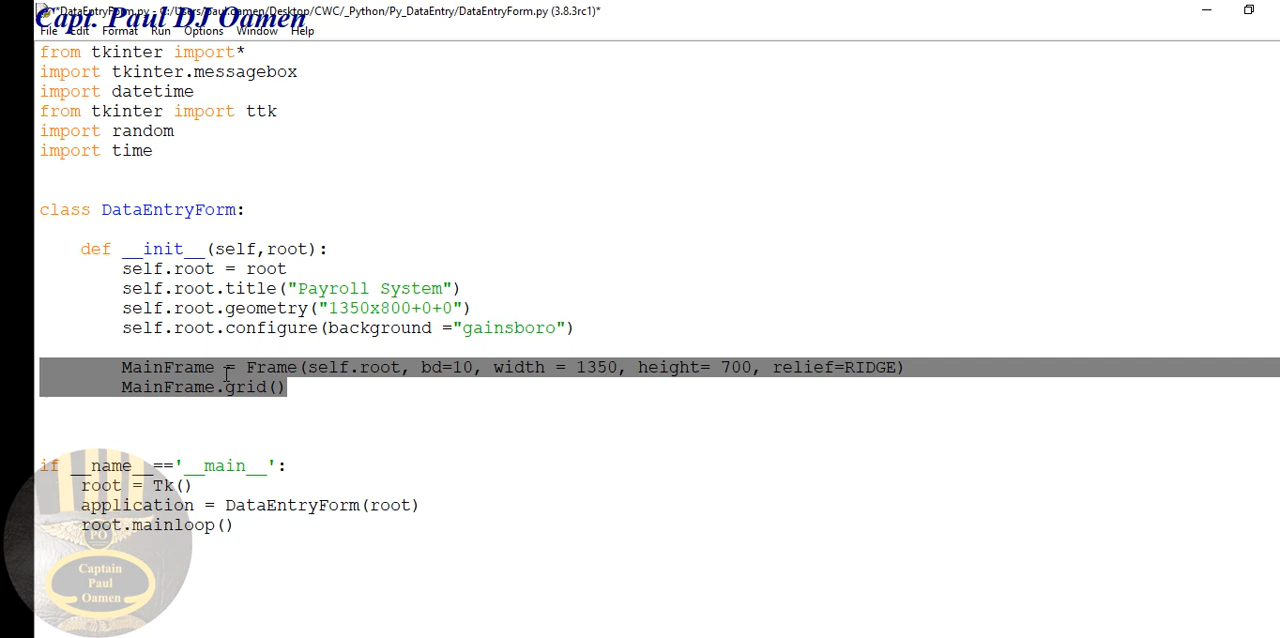 *DataEntryForm.py - C:/Users/paul.oamen/Desktop/CWC/_Python/Py_DataEntry/DataEntryForm.py (3.8.3rc1)*
Capt. Paul DJ Oamen
File Edit Format Run Options Window Help
from tkinter import*
import tkinter.messagebox
import datetime
from tkinter import ttk
import random
import time
class DataEntryForm:
def __init__(self,root):
self.root = root
self.root.title("Payroll System")
self.root.geometry("1350x800+0+0")
self.root.configure(background ="gainsboro")
MainFrame = Frame(self.root, bd=10, width = 1350, height= 700, relief=RIDGE)
MainFrame.grid()
if __name__=='__main__':
root = Tk()
application = DataEntryForm(root)
root.mainloop()
PO
Captain
Paul
Oamen